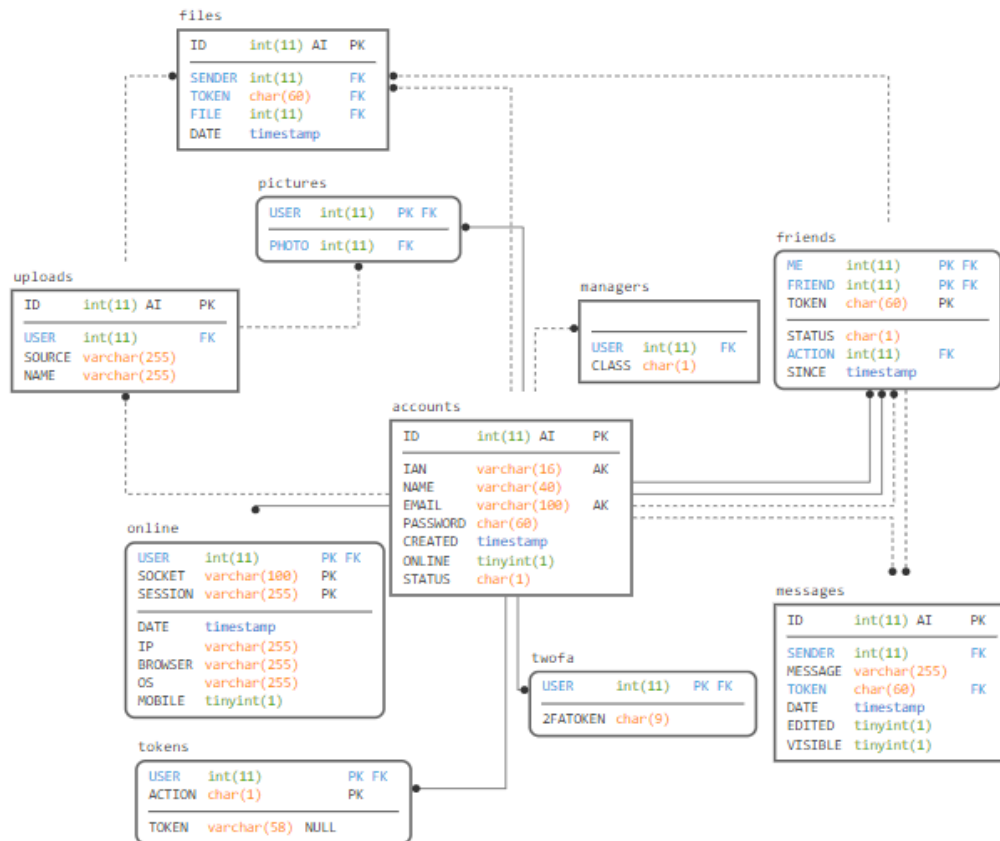 files
ID int(11) AI PK
SENDER int(11) FK
TOKEN char(60) FK
FILE int(11) FK
DATE timestamp
pictures
USER int(11) PK FK
PHOTO int(11) FK
friends
ME int(11) PK FK
FRIEND int(11) PK FK
TOKEN char(60) PK
STATUS char(1)
ACTION int(11) FK
SINCE timestamp
uploads
ID int(11) AI PK
USER int(11) FK
SOURCE varchar(255)
NAME varchar(255)
managers
USER int(11) FK
CLASS char(1)
accounts
ID int(11) AI PK
IAN varchar(16) AK
NAME varchar(40)
EMAIL varchar(100) AK
PASSWORD char(60)
CREATED timestamp
ONLINE tinyint(1)
STATUS char(1)
online
USER int(11) PK FK
SOCKET varchar(100) PK
SESSION varchar(255) PK
DATE timestamp
IP varchar(255)
BROWSER varchar(255)
OS varchar(255)
MOBILE tinyint(1)
messages
ID int(11) AI PK
SENDER int(11) FK
MESSAGE varchar(255)
TOKEN char(60) FK
DATE timestamp
EDITED tinyint(1)
VISIBLE tinyint(1)
twofa
USER int(11) PK FK
2FATOKEN char(9)
tokens
USER int(11) PK FK
ACTION char(1) PK
TOKEN varchar(58) NULL